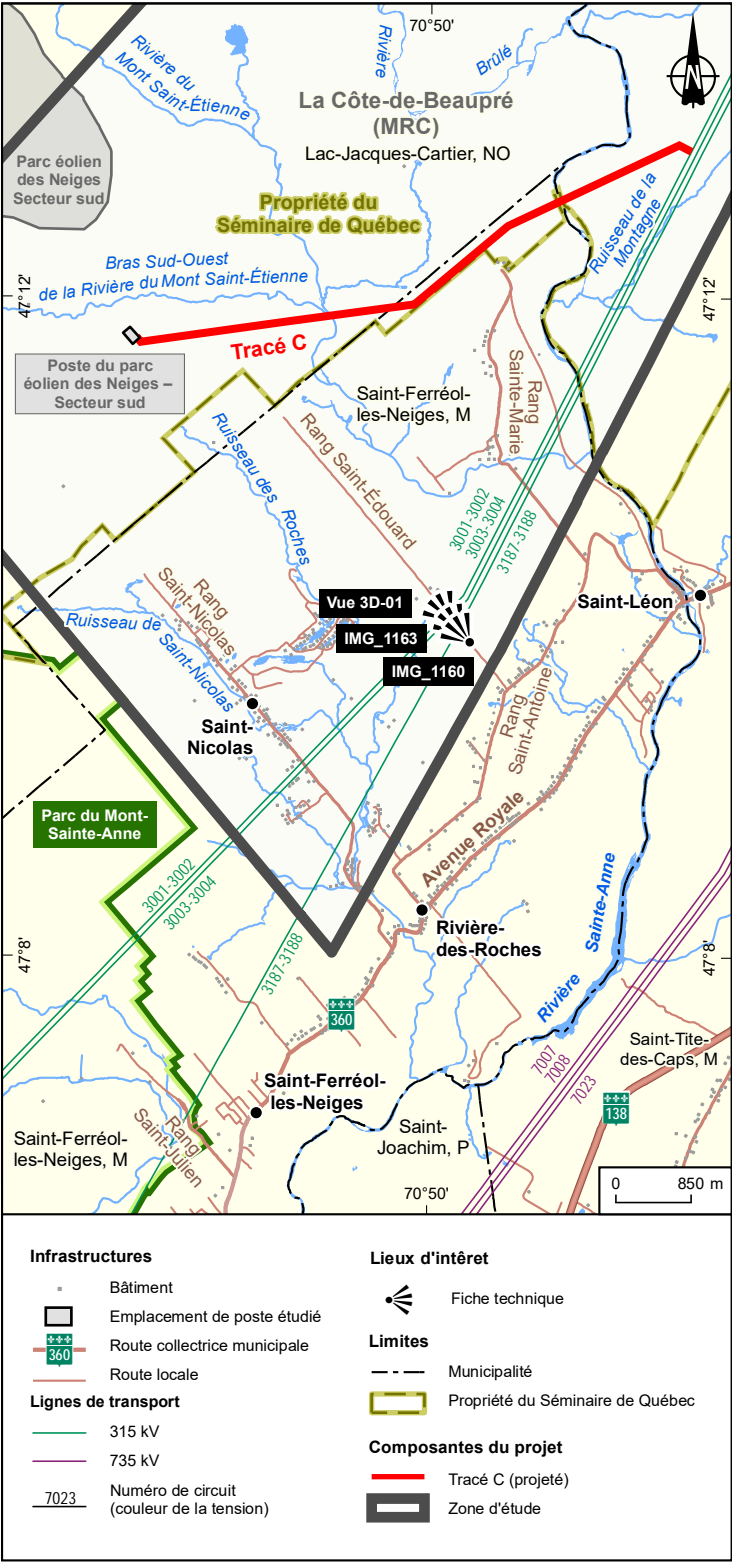 70°50'
Rivière du
Mont Saint-Étienne
Rivière
Brûlé
N
La Côte-de-Beaupré
(MRC)
Lac-Jacques-Cartier, NO
Parc éolien
des Neiges
Secteur sud
Propriété du
Séminaire de Québec
Ruisseau de la
Montagne
Bras Sud-Ouest
de la Rivière du Mont Saint-Étienne
47°12'
47°12'
Tracé C
Poste du parc
éolien des Neiges –
Secteur sud
Saint-Ferréol-
les-Neiges, M
Rang
Sainte-Marie
Ruisseau des Roches
Rang Saint-Édouard
3001-3002
3003-3004
3187-3188
Rang
Saint-Nicolas
Vue 3D-01
Saint-Léon
Ruisseau de
Saint-Nicolas
IMG_1163
IMG_1160
Saint-
Nicolas
Rang
Saint-Antoine
Parc du Mont-
Sainte-Anne
Avenue Royale
3001-3002
3003-3004
Rivière-
des-Roches
Rivière Sainte-Anne
47°8'
47°8'
3187-3188
360
Saint-Tite-
des-Caps, M
7007
7008
7023
138
Saint-Ferréol-
les-Neiges
Rang
Saint-Julien
Saint-Ferréol-
les-Neiges, M
Saint-
Joachim, P
70°50'
0 850 m
Infrastructures
Bâtiment
Emplacement de poste étudié
360
Route collectrice municipale
Route locale
Lignes de transport
315 kV
735 kV
7023
Numéro de circuit
(couleur de la tension)
Lieux d'intêret
Fiche technique
Limites
Municipalité
Propriété du Séminaire de Québec
Composantes du projet
Tracé C (projeté)
Zone d'étude